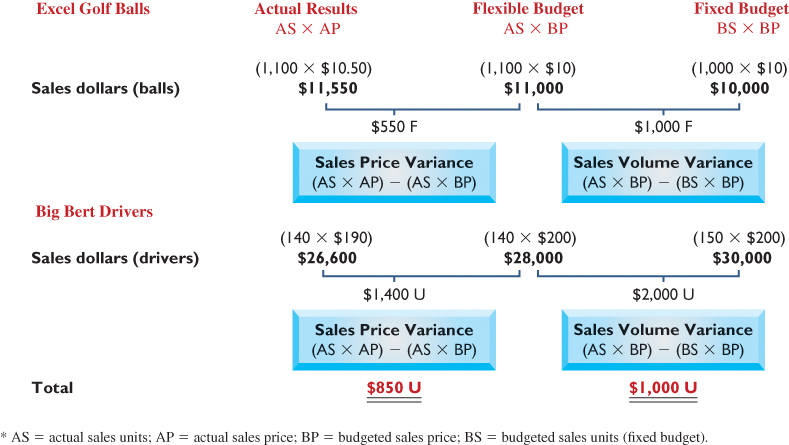 Excel Golf Balls Actual Results Flexible Budget Fixed Budget
AS × AP AS × BP BS × BP
(1,100 × $10.50) (1,100 × $10) (1,000 × $10)
Sales dollars (balls) $11,550 $11,000 $10,000
$550 F $1,000 F
Sales Price Variance Sales Volume Variance
(AS × AP) − (AS × BP) (AS × BP) − (BS × BP)
Big Bert Drivers
(140 × $190) (140 × $200) (150 × $200)
Sales dollars (drivers) $26,600 $28,000 $30,000
$1,400 U $2,000 U
Sales Price Variance Sales Volume Variance
(AS × AP) − (AS × BP) (AS × BP) − (BS × BP)
Total $850 U $1,000 U
* AS = actual sales units; AP = actual sales price; BP = budgeted sales price; BS = budgeted sales units (fixed budget).